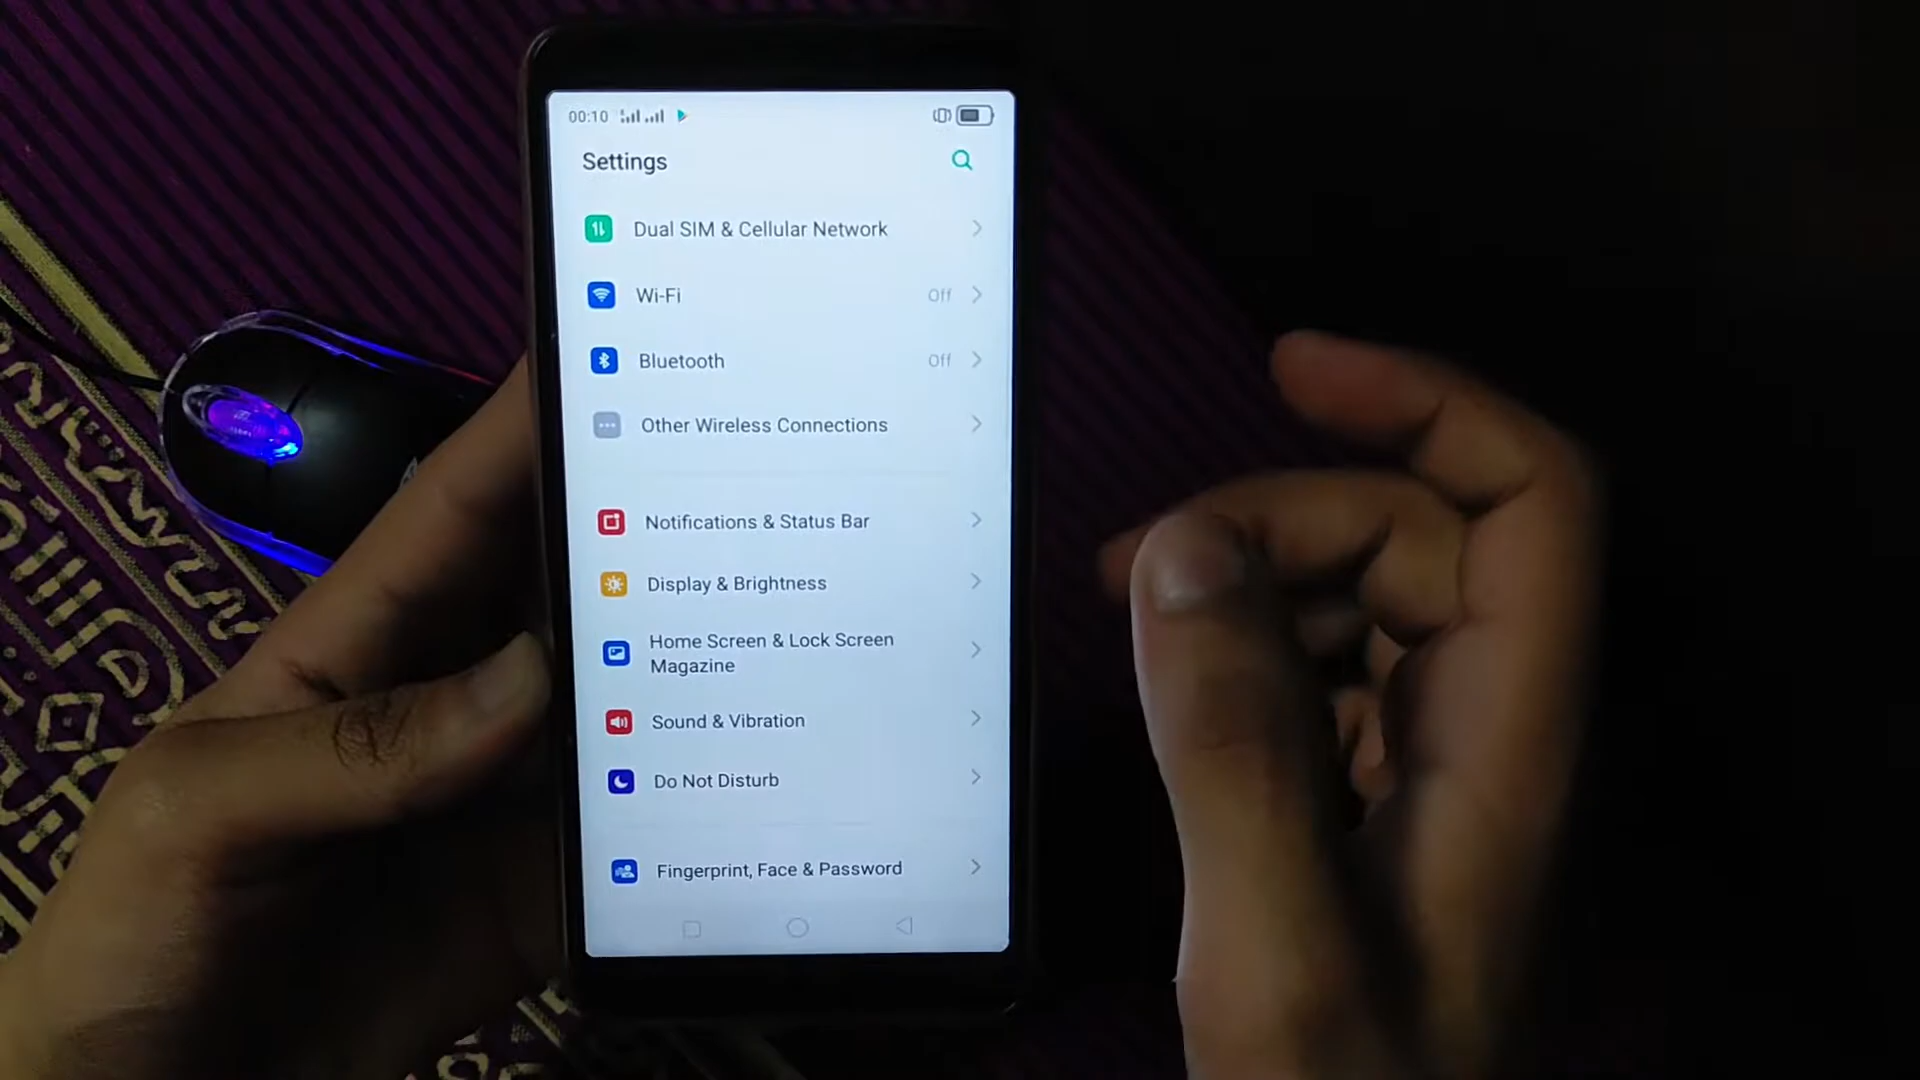 00:10
Settings
Dual SIM & Cellular Network
Wi-Fi Off
Bluetooth Off
Other Wireless Connections
Notifications & Status Bar
Display & Brightness
Home Screen & Lock Screen
Magazine
Sound & Vibration
Do Not Disturb
Fingerprint, Face & Password